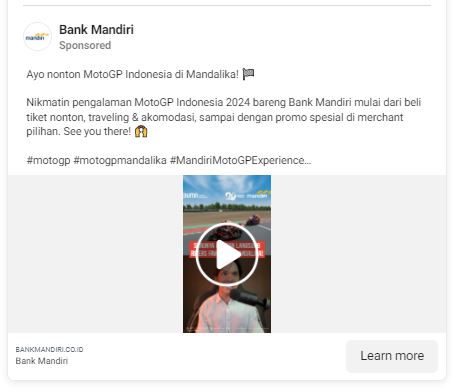 Bank Mandiri
mandiri
Sponsored
Ayo nonton MotoGP Indonesia di Mandalika! 🏁
Nikmatin pengalaman MotoGP Indonesia 2024 bareng Bank Mandiri mulai dari beli
tiket nonton, traveling & akomodasi, sampai dengan promo spesial di merchant
pilihan. See you there! 🙌
#motogp #motogpmandalika #MandiriMotoGPExperience...
mandiri
BANKMANDIRI.CO.ID
Bank Mandiri
Learn more